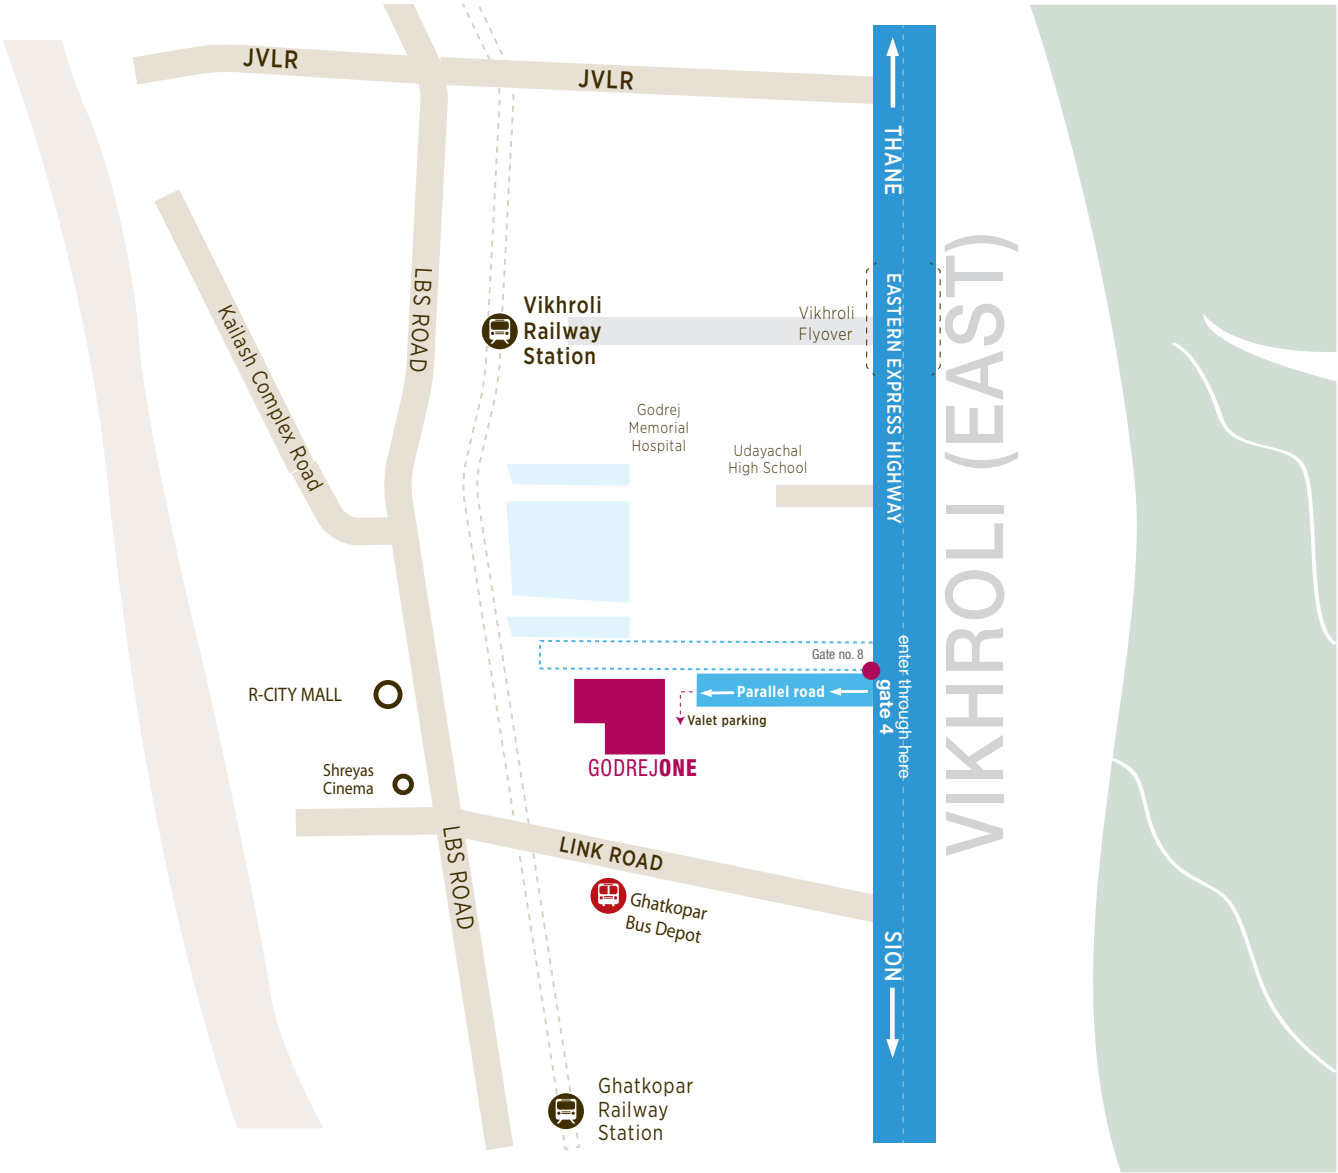 JVLR
JVLR
THANE
LBS ROAD
Kailash Complex Road
Vikhroli
Railway
Station
Vikhroli
Flyover
EASTERN EXPRESS HIGHWAY
VIKHROLI (EAST)
Godrej
Memorial
Hospital
Udayachal
High School
Gate no. 8
enter through here
gate 4
Parallel road
Valet parking
R-CITY MALL
GODREJONE
Shreyas
Cinema
LBS ROAD
LINK ROAD
Ghatkopar
Bus Depot
SION
Ghatkopar
Railway
Station